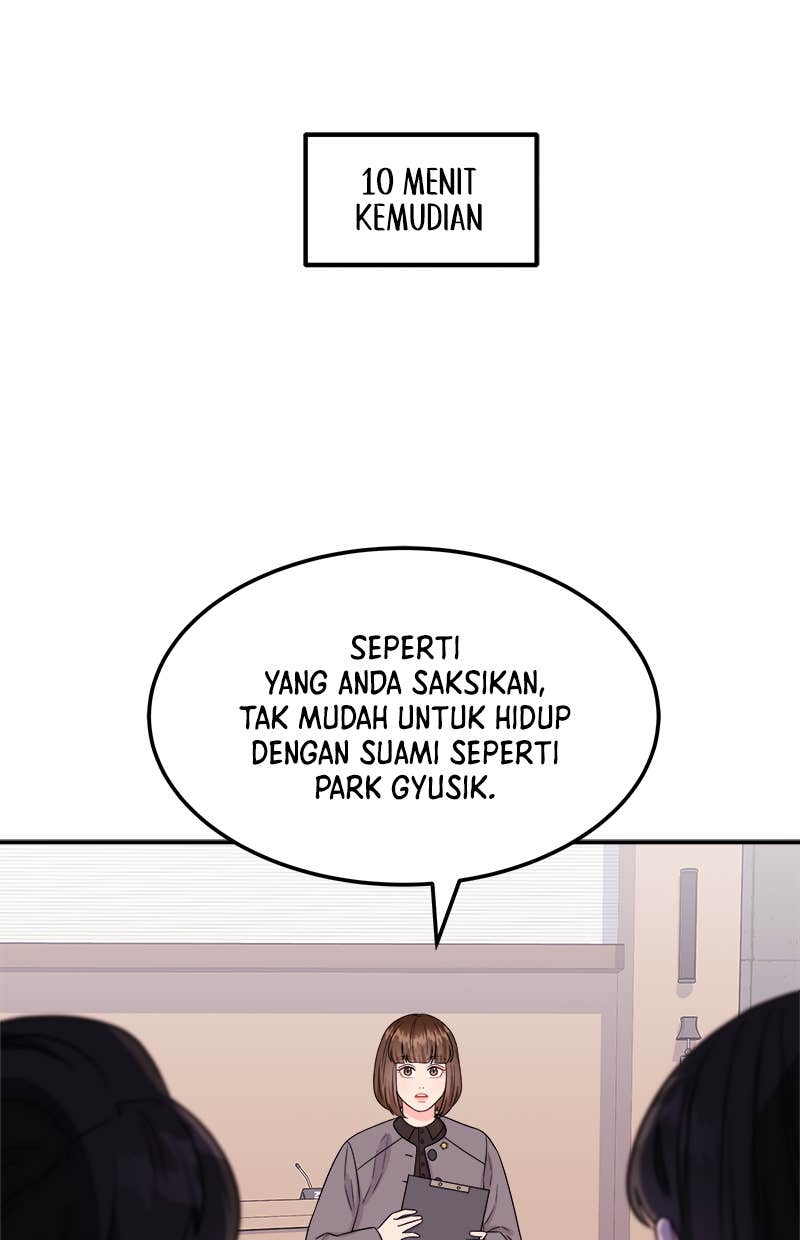 10 MENIT
KEMUDIAN
SEPERTI
YANG ANDA SAKSIKAN,
TAK MUDAH UNTUK HIDUP
DENGAN SUAMI SEPERTI
PARK GYUSIK.